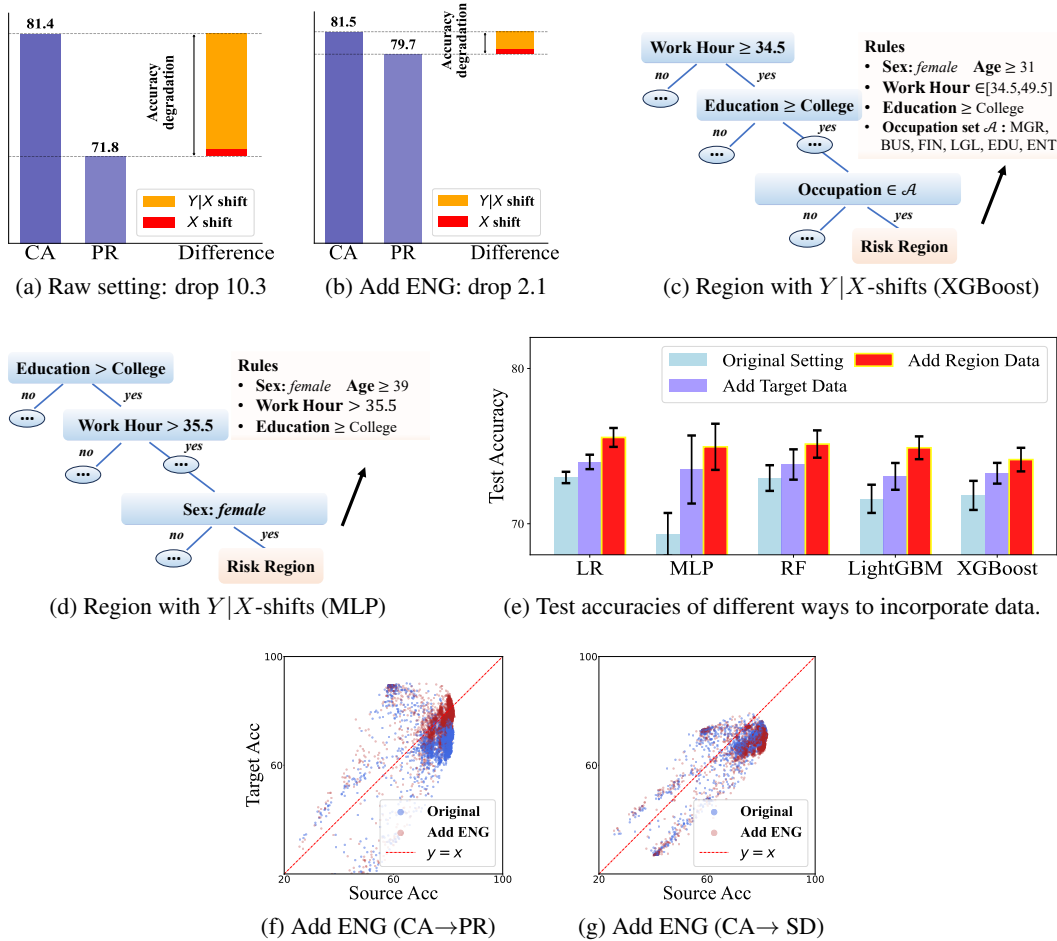 81.4
71.8
Accuracy
degradation
Y|X shift
X shift
CA PR Difference
(a) Raw setting: drop 10.3
81.5
79.7
Accuracy
degradation
Y|X shift
X shift
CA PR Difference
(b) Add ENG: drop 2.1
Work Hour ≥ 34.5
no yes
...
Education ≥ College
no yes
...
...
Occupation ∈ 𝒜
no yes
...
Risk Region
Rules
• Sex: female Age ≥ 31
• Work Hour ∈[34.5,49.5]
• Education ≥ College
• Occupation set 𝒜 : MGR,
BUS, FIN, LGL, EDU, ENT
(c) Region with Y|X-shifts (XGBoost)
Education > College
no yes
...
Work Hour > 35.5
no yes
...
...
Sex: female
no yes
...
Risk Region
Rules
• Sex: female Age ≥ 39
• Work Hour > 35.5
• Education ≥ College
(d) Region with Y|X-shifts (MLP)
Test Accuracy
80
70
Original Setting
Add Target Data
Add Region Data
LR MLP RF LightGBM XGBoost
(e) Test accuracies of different ways to incorporate data.
Target Acc
100
60
Original
Add ENG
y = x
20 60 100
Source Acc
(f) Add ENG (CA→PR)
100
60
Original
Add ENG
y = x
20 60 100
Source Acc
(g) Add ENG (CA→ SD)